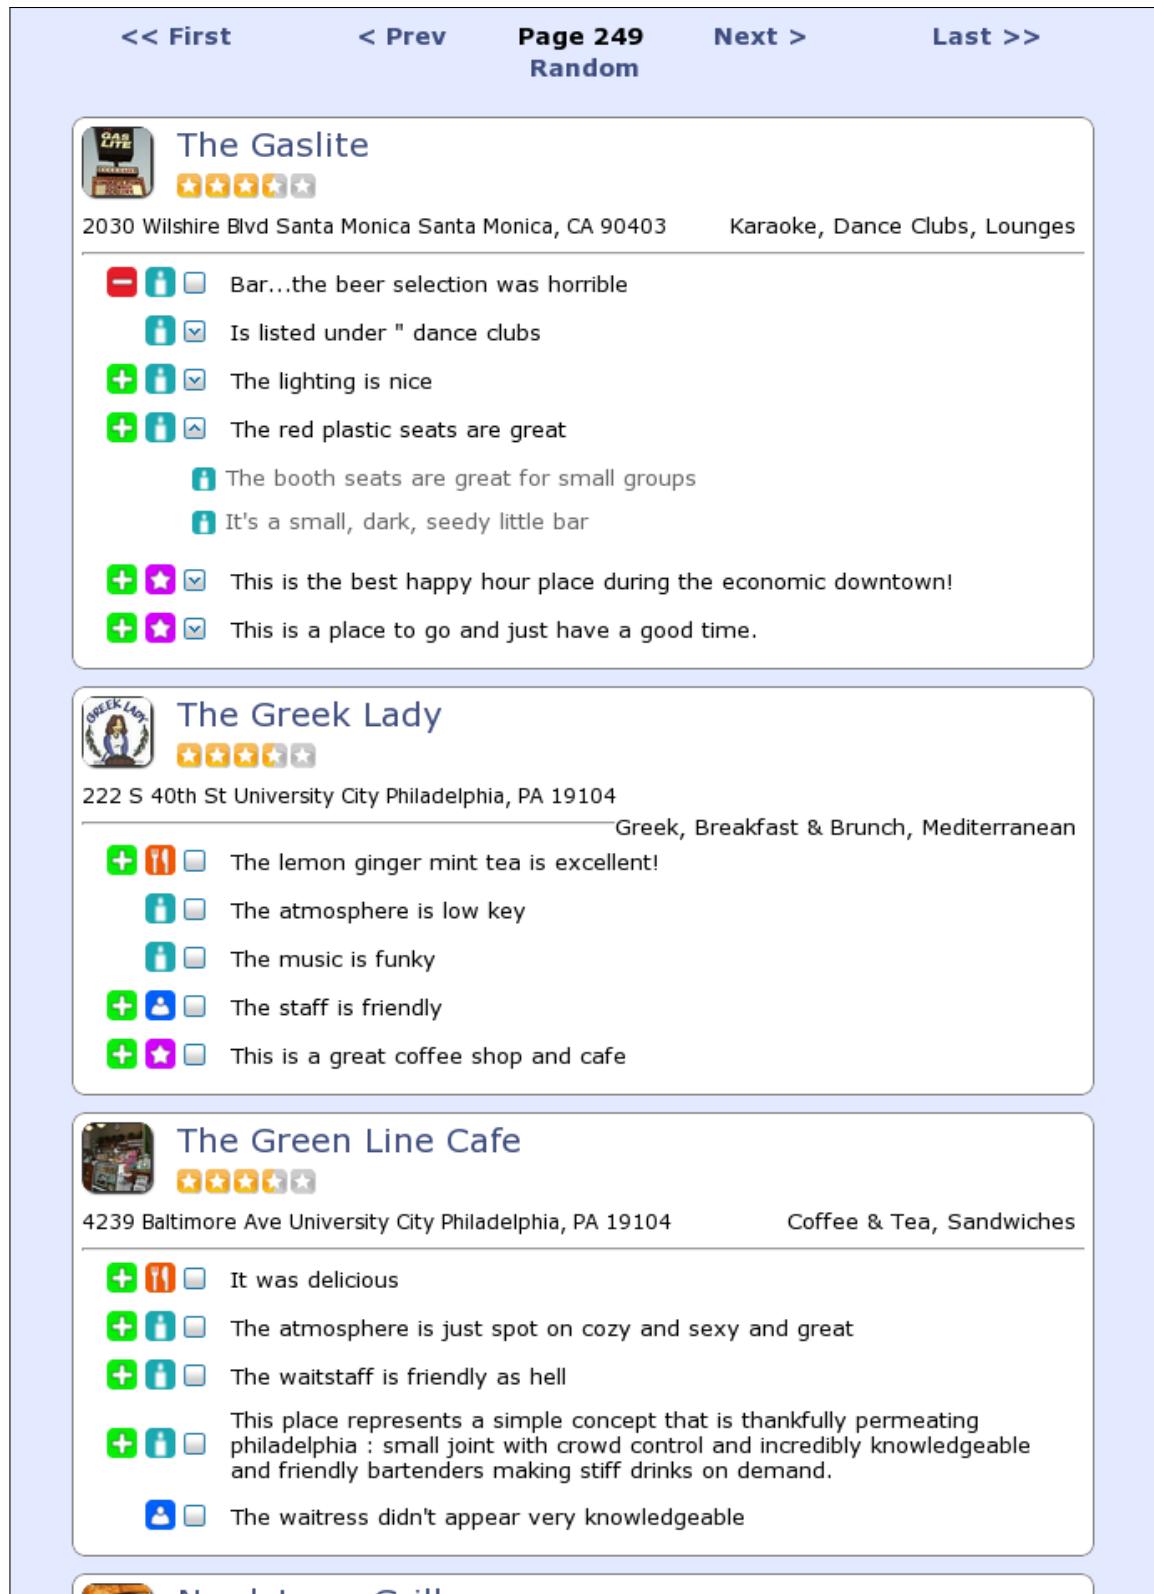 << First < Prev Page 249 Next > Last >>
Random
GAS
LITE
The Gaslite
2030 Wilshire Blvd Santa Monica Santa Monica, CA 90403 Karaoke, Dance Clubs, Lounges
Bar...the beer selection was horrible
Is listed under " dance clubs
The lighting is nice
The red plastic seats are great
The booth seats are great for small groups
It's a small, dark, seedy little bar
This is the best happy hour place during the economic downtown!
This is a place to go and just have a good time.
GREEK LADY
The Greek Lady
222 S 40th St University City Philadelphia, PA 19104
Greek, Breakfast & Brunch, Mediterranean
The lemon ginger mint tea is excellent!
The atmosphere is low key
The music is funky
The staff is friendly
This is a great coffee shop and cafe
The Green Line Cafe
4239 Baltimore Ave University City Philadelphia, PA 19104 Coffee & Tea, Sandwiches
It was delicious
The atmosphere is just spot on cozy and sexy and great
The waitstaff is friendly as hell
This place represents a simple concept that is thankfully permeating
philadelphia : small joint with crowd control and incredibly knowledgeable
and friendly bartenders making stiff drinks on demand.
The waitress didn't appear very knowledgeable